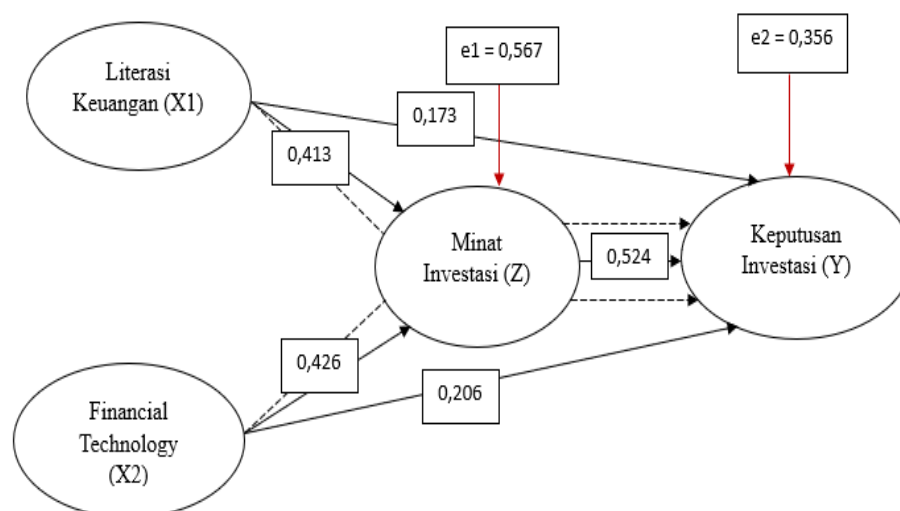 Literasi
Keuangan (X1)
e1 = 0,567
e2 = 0,356
0,173
0,413
Minat
Investasi (Z)
0,524
Keputusan
Investasi (Y)
0,426
0,206
Financial
Technology
(X2)